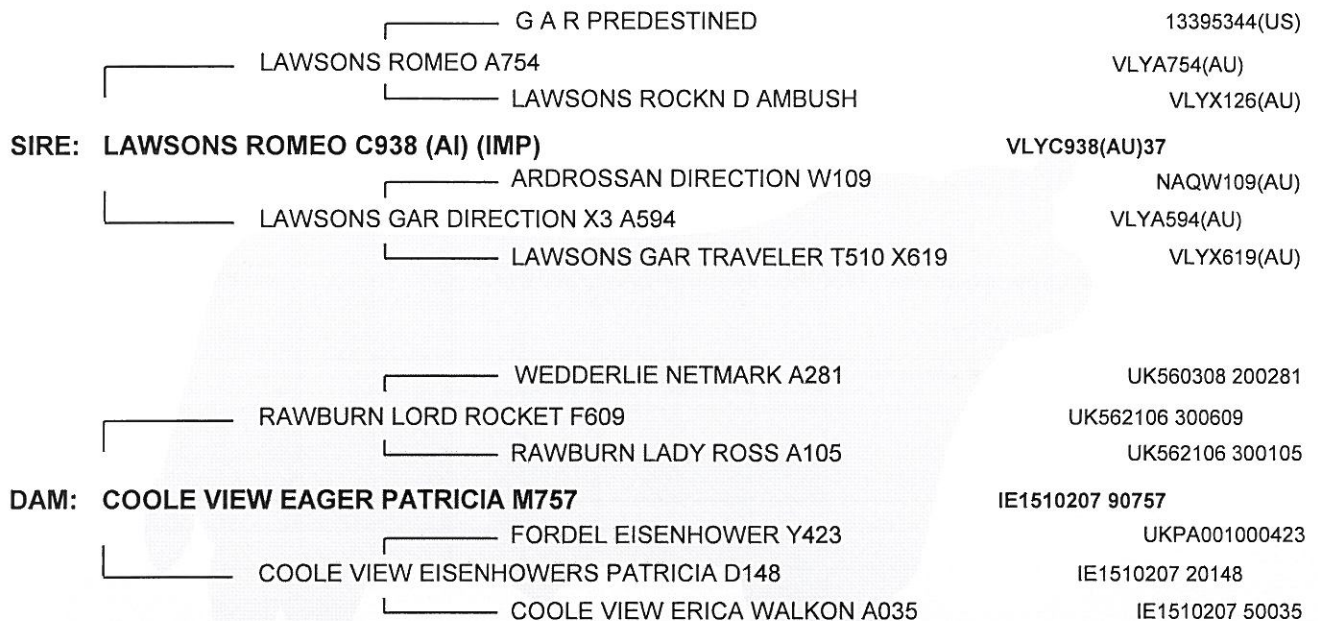 G A R PREDESTINED 13395344(US)
LAWSONS ROMEO A754 VLYA754(AU)
LAWSONS ROCKN D AMBUSH VLYX126(AU)
SIRE: LAWSONS ROMEO C938 (AI) (IMP) VLYC938(AU)37
ARDROSSAN DIRECTION W109 NAQW109(AU)
LAWSONS GAR DIRECTION X3 A594 VLYA594(AU)
LAWSONS GAR TRAVELER T510 X619 VLYX619(AU)
WEDDERLIE NETMARK A281 UK560308 200281
RAWBURN LORD ROCKET F609 UK562106 300609
RAWBURN LADY ROSS A105 UK562106 300105
DAM: COOLE VIEW EAGER PATRICIA M757 IE1510207 90757
FORDEL EISENHOWER Y423 UKPA001000423
COOLE VIEW EISENHOWERS PATRICIA D148 IE1510207 20148
COOLE VIEW ERICA WALKON A035 IE1510207 50035